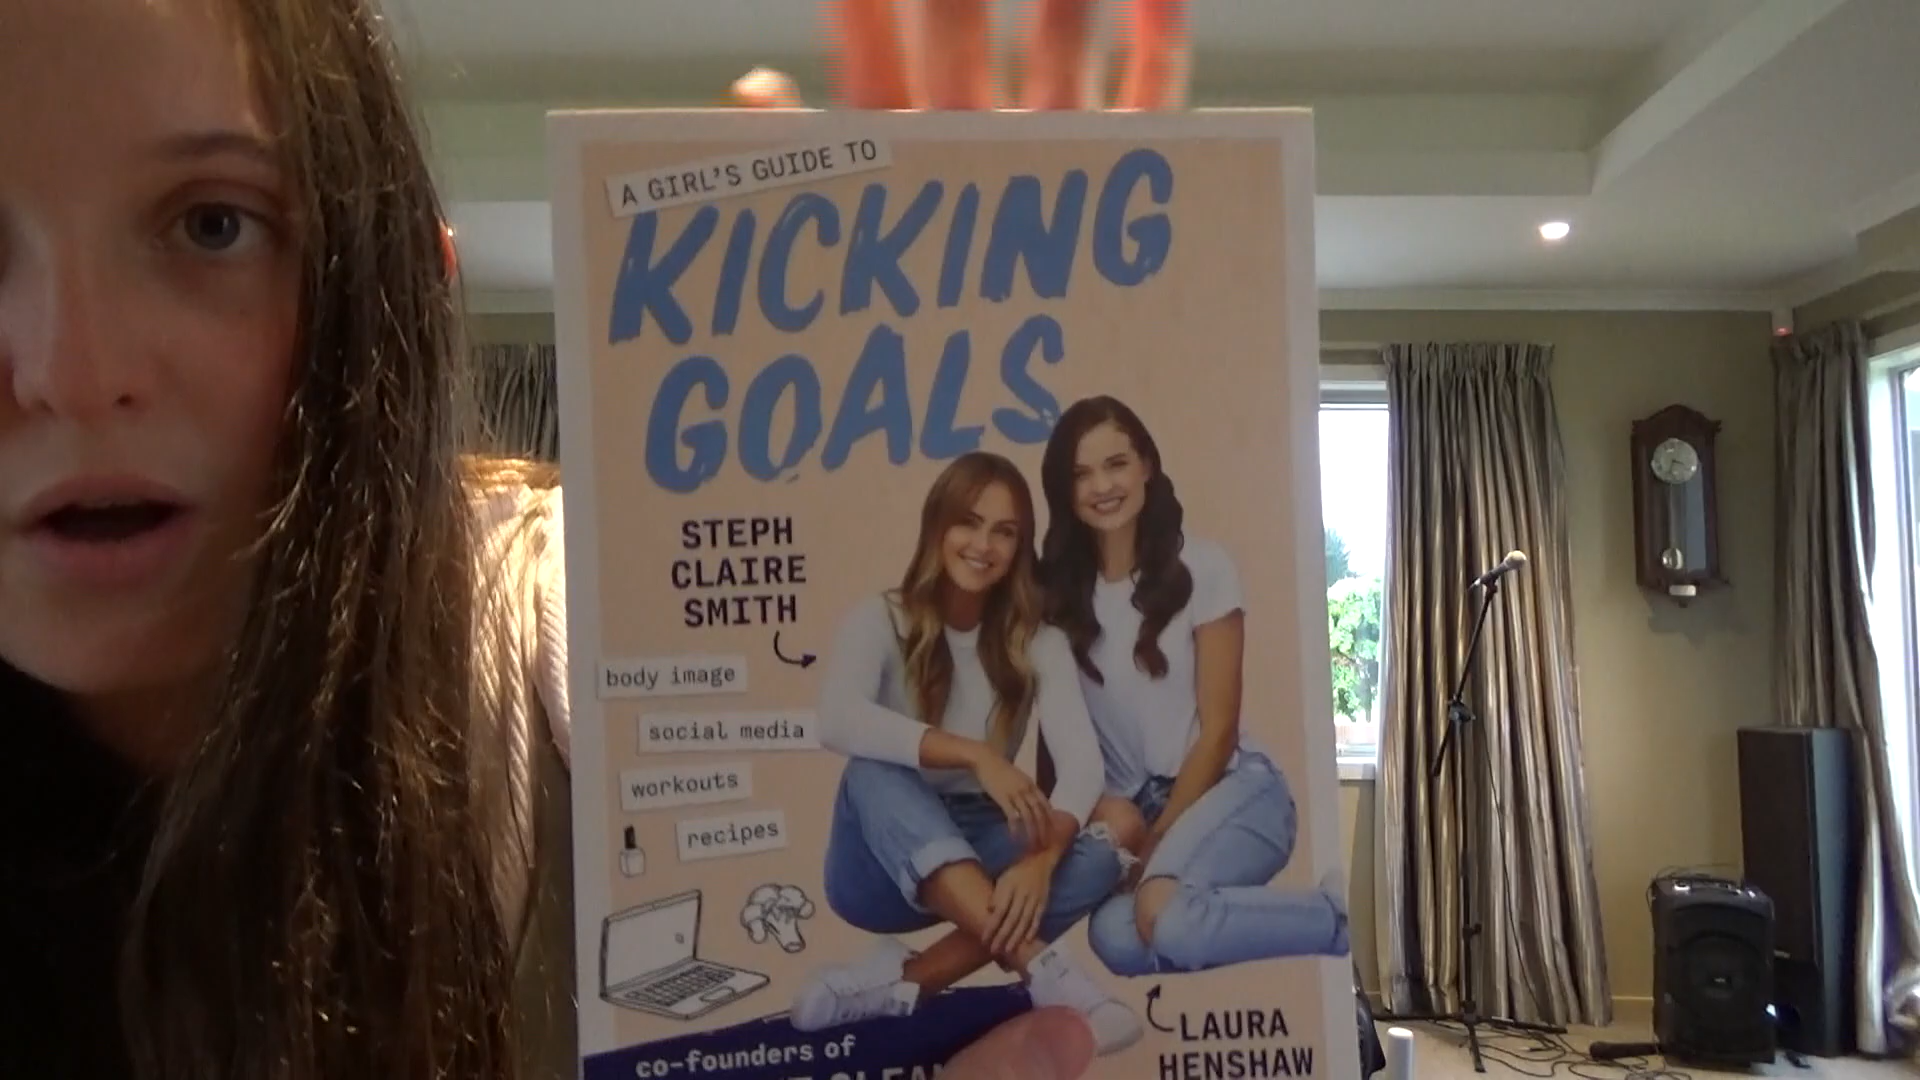 A GIRL'S GUIDE TO
KICKING
GOALS
STEPH
CLAIRE
SMITH
body image
social media
workouts
recipes
LAURA
HENSHAW
co-founders of